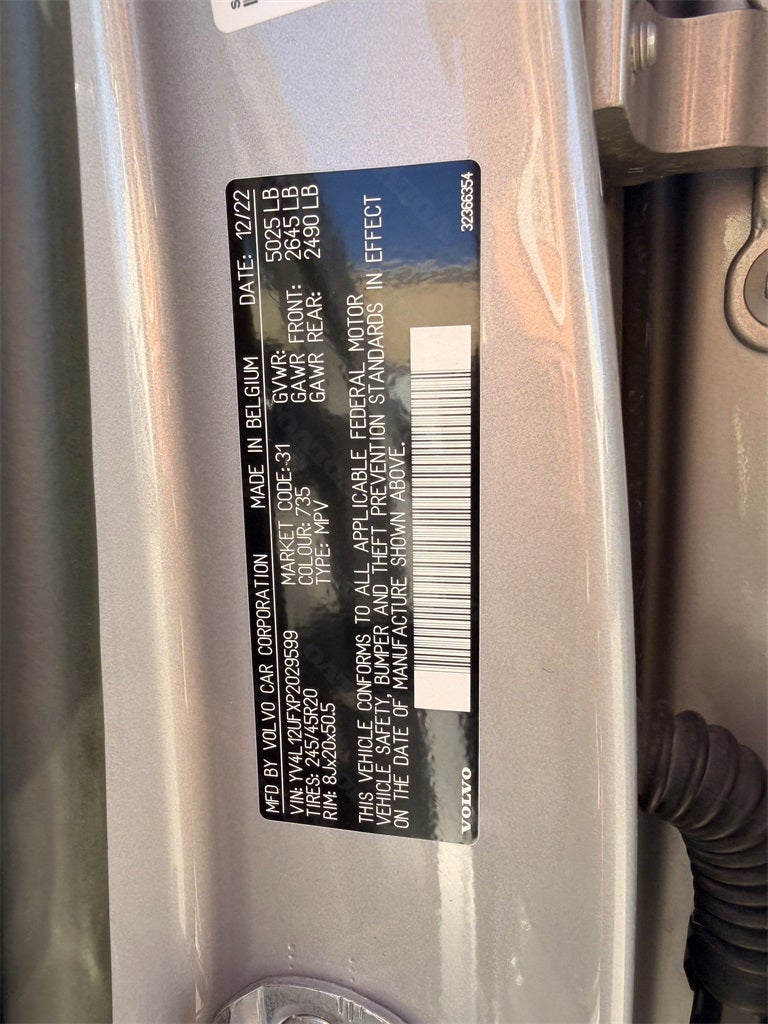 MFD BY VOLVO CAR CORPORATION MADE IN BELGIUM DATE: 12/22
VIN: YV4L12UFXP2029599 MARKET CODE: 31 GVWR: 5025 LB
TIRES: 245/45R20 COLOUR: 735 GAWR FRONT: 2645 LB
RIM: 8Jx20x50.5 TYPE: MPV GAWR REAR: 2490 LB
THIS VEHICLE CONFORMS TO ALL APPLICABLE FEDERAL MOTOR
VEHICLE SAFETY, BUMPER AND THEFT PREVENTION STANDARDS IN EFFECT
ON THE DATE OF MANUFACTURE SHOWN ABOVE.
VOLVO 32366354